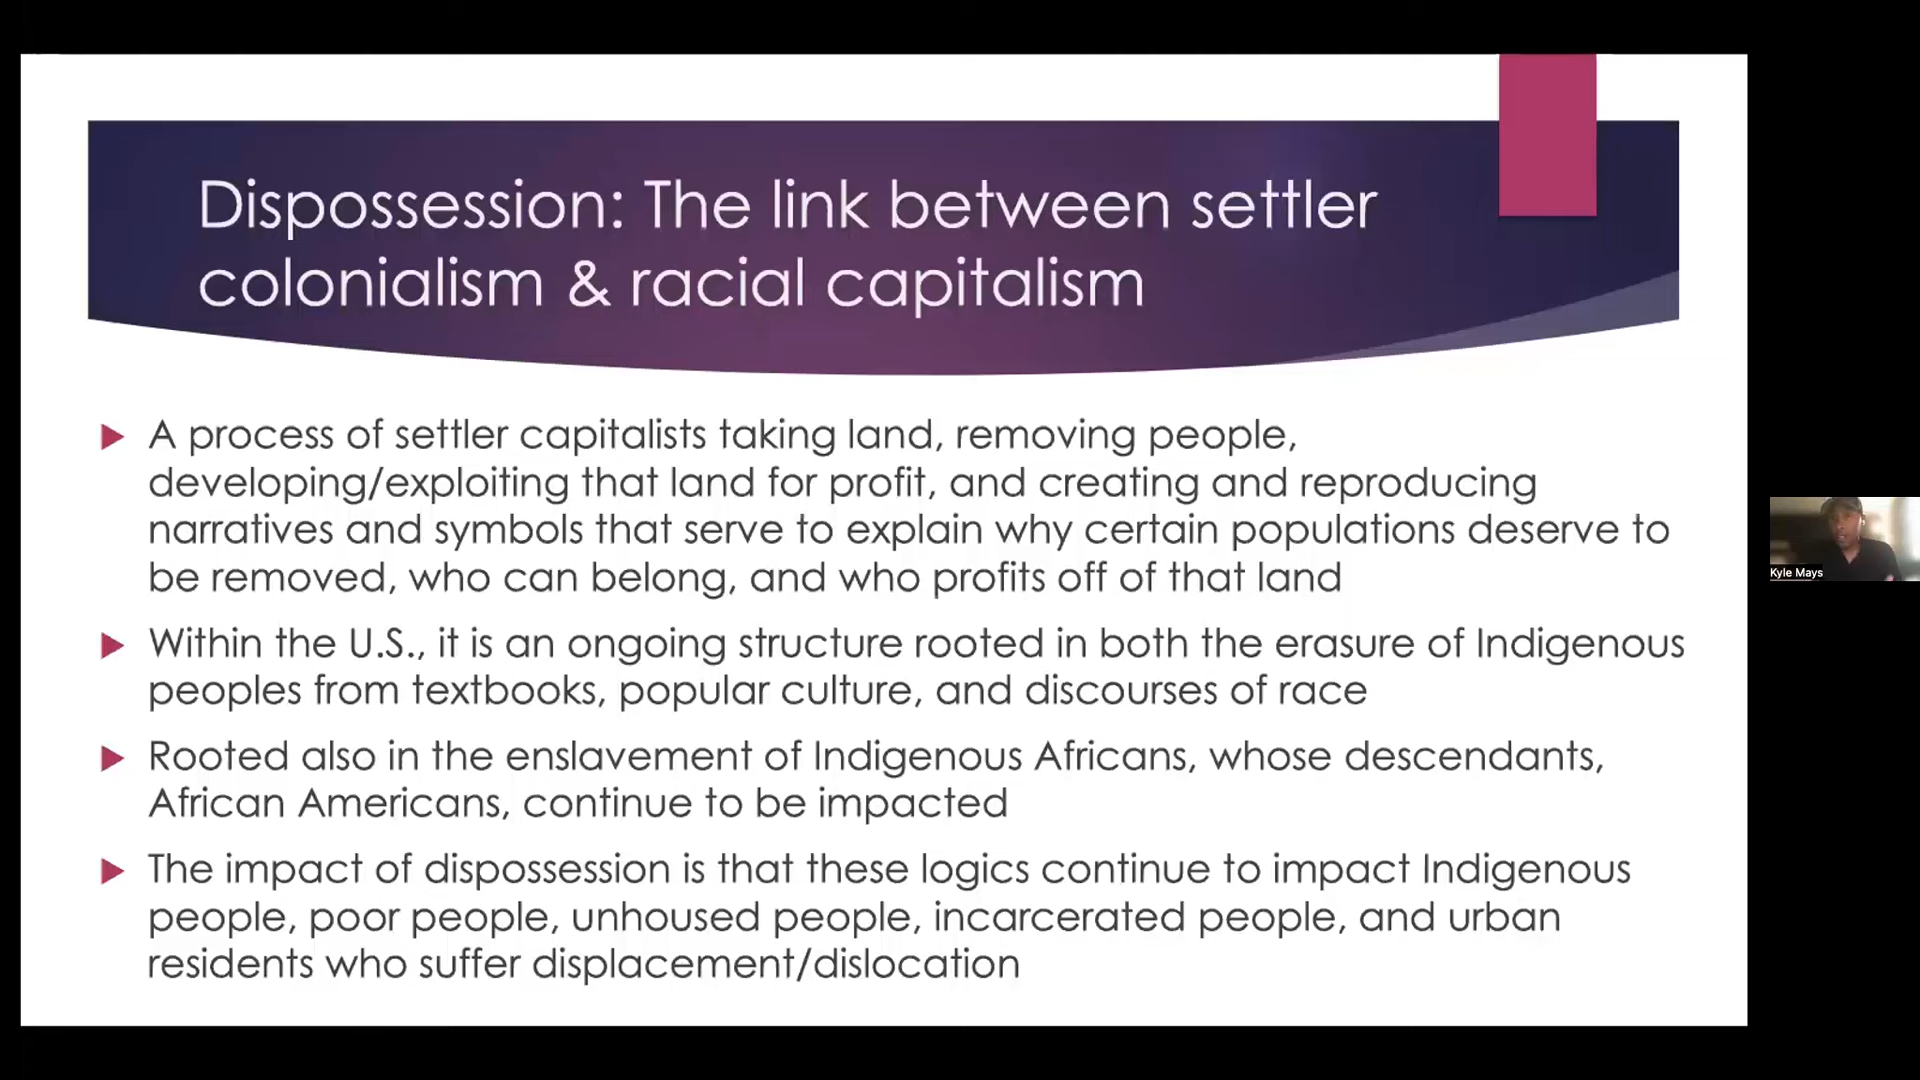 Dispossession: The link between settler
colonialism & racial capitalism
A process of settler capitalists taking land, removing people,
developing/exploiting that land for profit, and creating and reproducing
narratives and symbols that serve to explain why certain populations deserve to
be removed, who can belong, and who profits off of that land
Within the U.S., it is an ongoing structure rooted in both the erasure of Indigenous
peoples from textbooks, popular culture, and discourses of race
Rooted also in the enslavement of Indigenous Africans, whose descendants,
African Americans, continue to be impacted
The impact of dispossession is that these logics continue to impact Indigenous
people, poor people, unhoused people, incarcerated people, and urban
residents who suffer displacement/dislocation
Kyle Mays